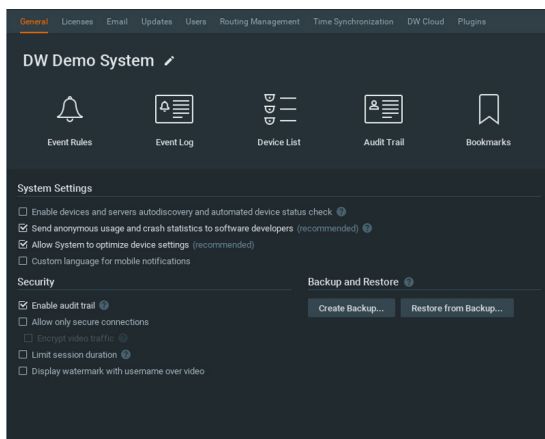 General Licenses Email Updates Users Routing Management Time Synchronization DW Cloud Plugins
DW Demo System
Event Rules Event Log Device List Audit Trail Bookmarks
System Settings
Enable devices and servers autodiscovery and automated device status check ?
Send anonymous usage and crash statistics to software developers (recommended) ?
Allow System to optimize device settings (recommended)
Custom language for mobile notifications
Security
Enable audit trail ?
Allow only secure connections
Encrypt video traffic ?
Limit session duration ?
Display watermark with username over video
Backup and Restore ?
Create Backup... Restore from Backup...